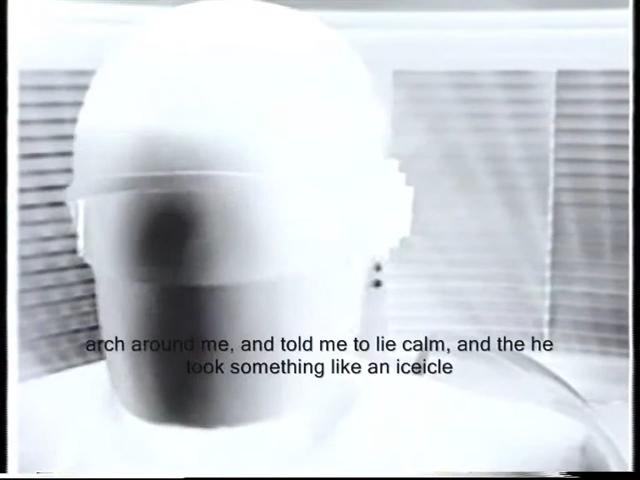 arch around me, and told me to lie calm, and the he
took something like an iceicle